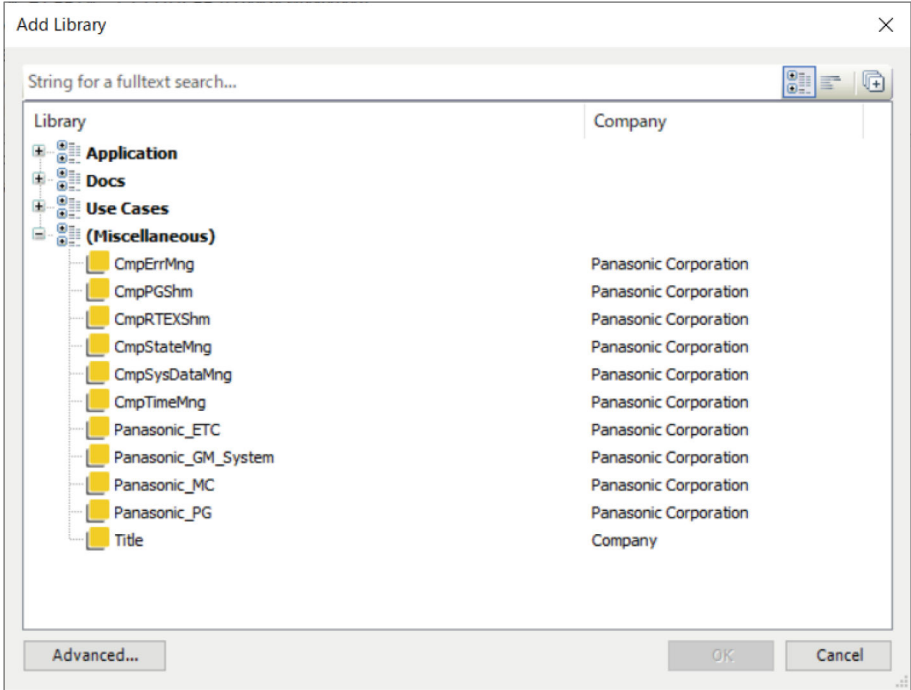 Add Library
String for a fulltext search...
Library Company
Application
Docs
Use Cases
(Miscellaneous)
CmpErrMng Panasonic Corporation
CmpPGShm Panasonic Corporation
CmpRTEXShm Panasonic Corporation
CmpStateMng Panasonic Corporation
CmpSysDataMng Panasonic Corporation
CmpTimeMng Panasonic Corporation
Panasonic_ETC Panasonic Corporation
Panasonic_GM_System Panasonic Corporation
Panasonic_MC Panasonic Corporation
Panasonic_PG Panasonic Corporation
Title Company
Advanced... OK Cancel